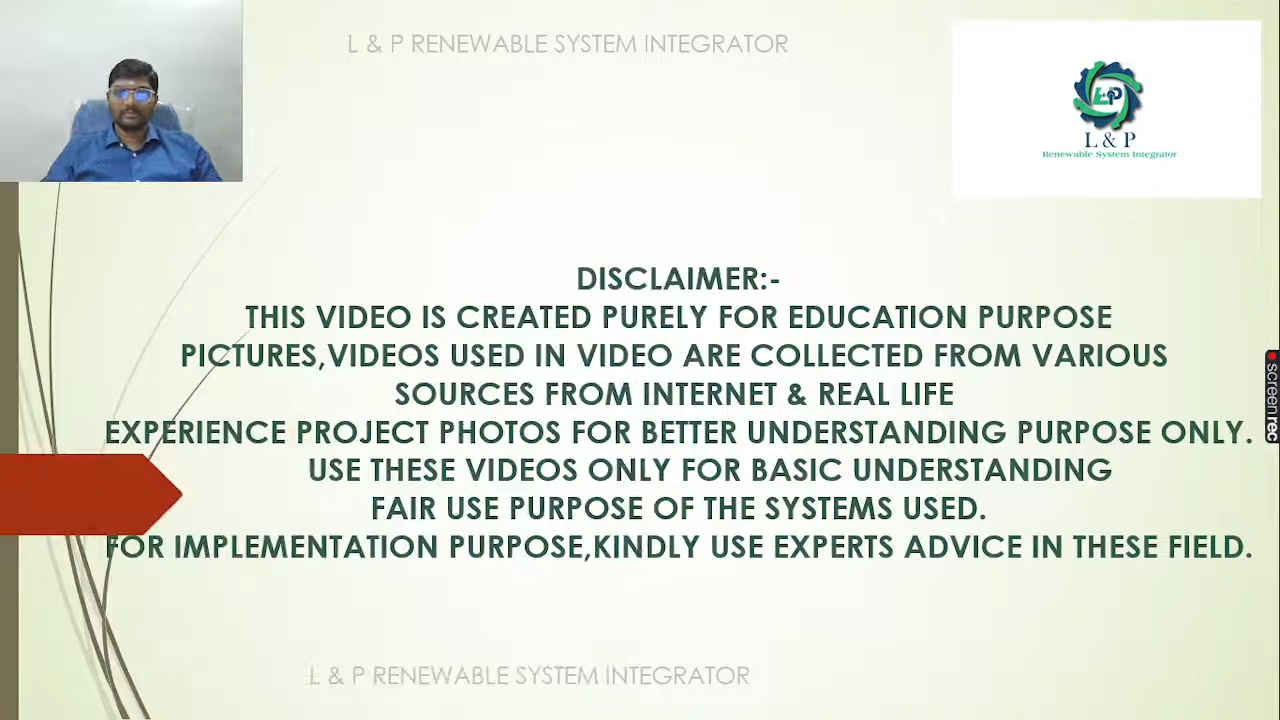 L & P RENEWABLE SYSTEM INTEGRATOR
L&P
L & P
Renewable System Integrator
DISCLAIMER:-
THIS VIDEO IS CREATED PURELY FOR EDUCATION PURPOSE
PICTURES,VIDEOS USED IN VIDEO ARE COLLECTED FROM VARIOUS
SOURCES FROM INTERNET & REAL LIFE
EXPERIENCE PROJECT PHOTOS FOR BETTER UNDERSTANDING PURPOSE ONLY.
USE THESE VIDEOS ONLY FOR BASIC UNDERSTANDING
FAIR USE PURPOSE OF THE SYSTEMS USED.
FOR IMPLEMENTATION PURPOSE,KINDLY USE EXPERTS ADVICE IN THESE FIELD.
L & P RENEWABLE SYSTEM INTEGRATOR
screenrec